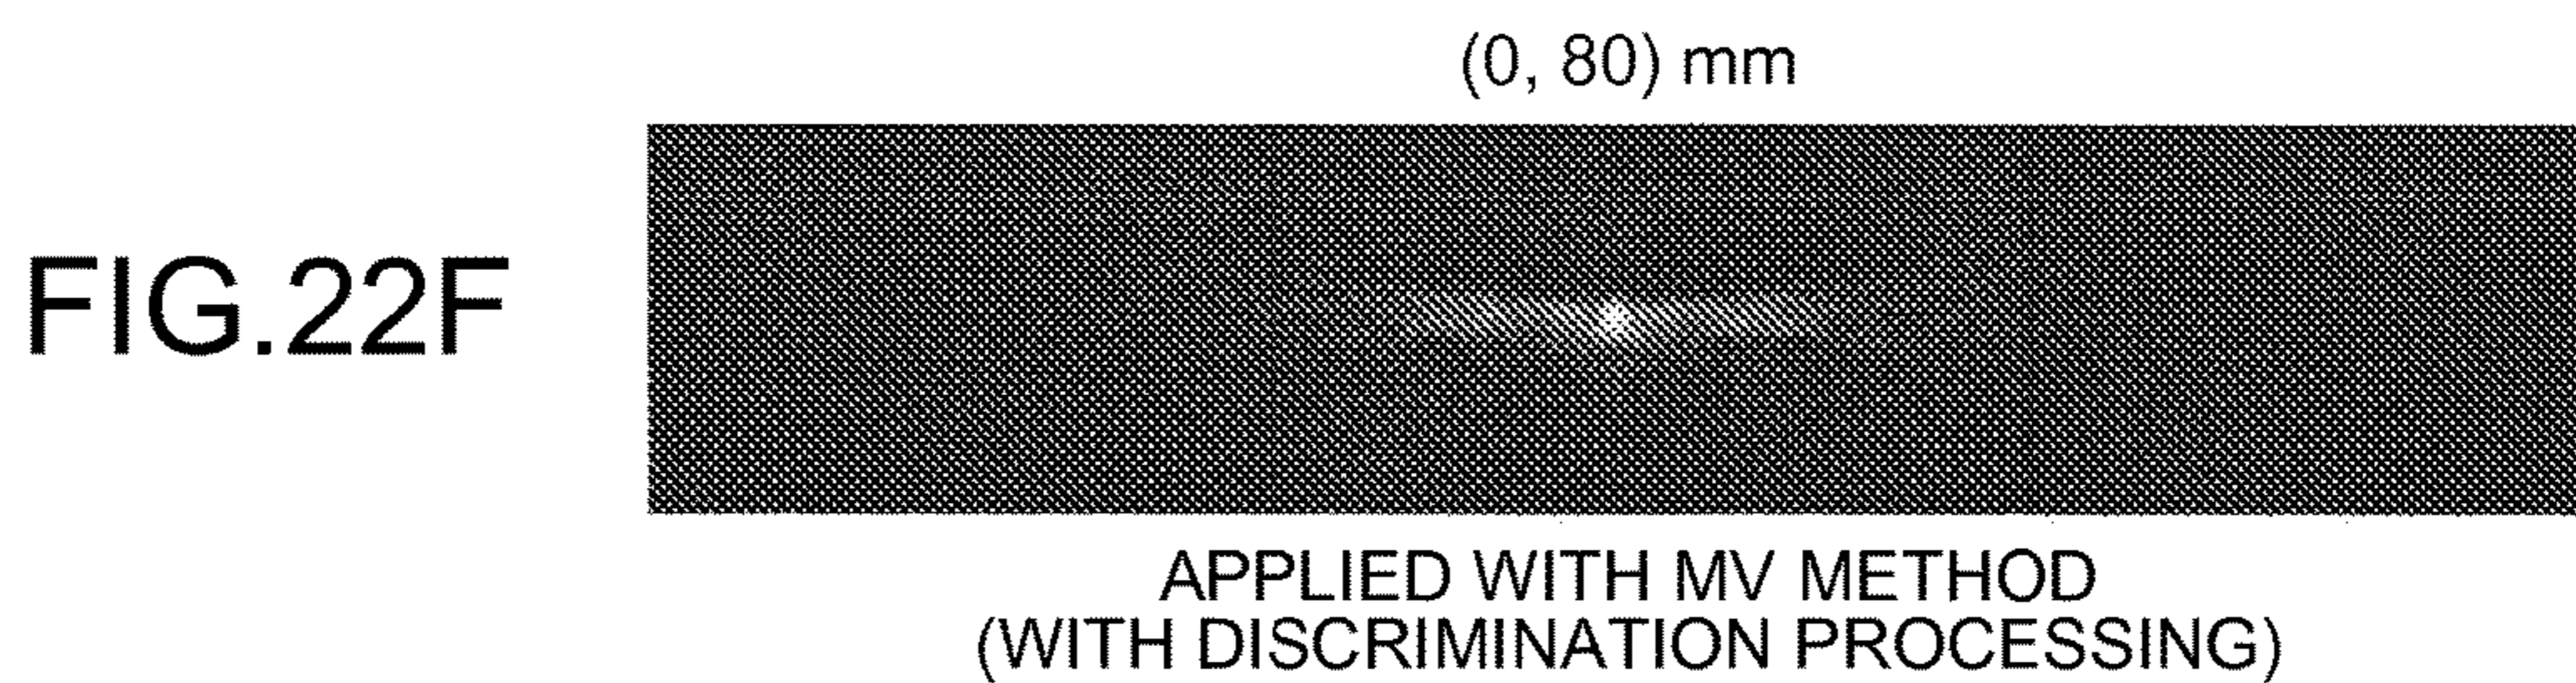 (0, 80) mm
FIG.22F
APPLIED WITH MV METHOD
(WITH DISCRIMINATION PROCESSING)